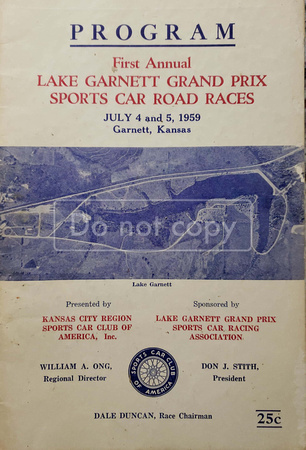 PROGRAM
First Annual
LAKE GARNETT GRAND PRIX
SPORTS CAR ROAD RACES
JULY 4 and 5, 1959
Garnett, Kansas
Do not copy
Lake Garnett
Presented by
KANSAS CITY REGION
SPORTS CAR CLUB OF
AMERICA, Inc.
WILLIAM A. ONG,
Regional Director
Sponsored by
LAKE GARNETT GRAND PRIX
SPORTS CAR RACING
ASSOCIATION
DON J. STITH,
President
SPORTS CAR CLUB
OF AMERICA
DALE DUNCAN, Race Chairman
25c